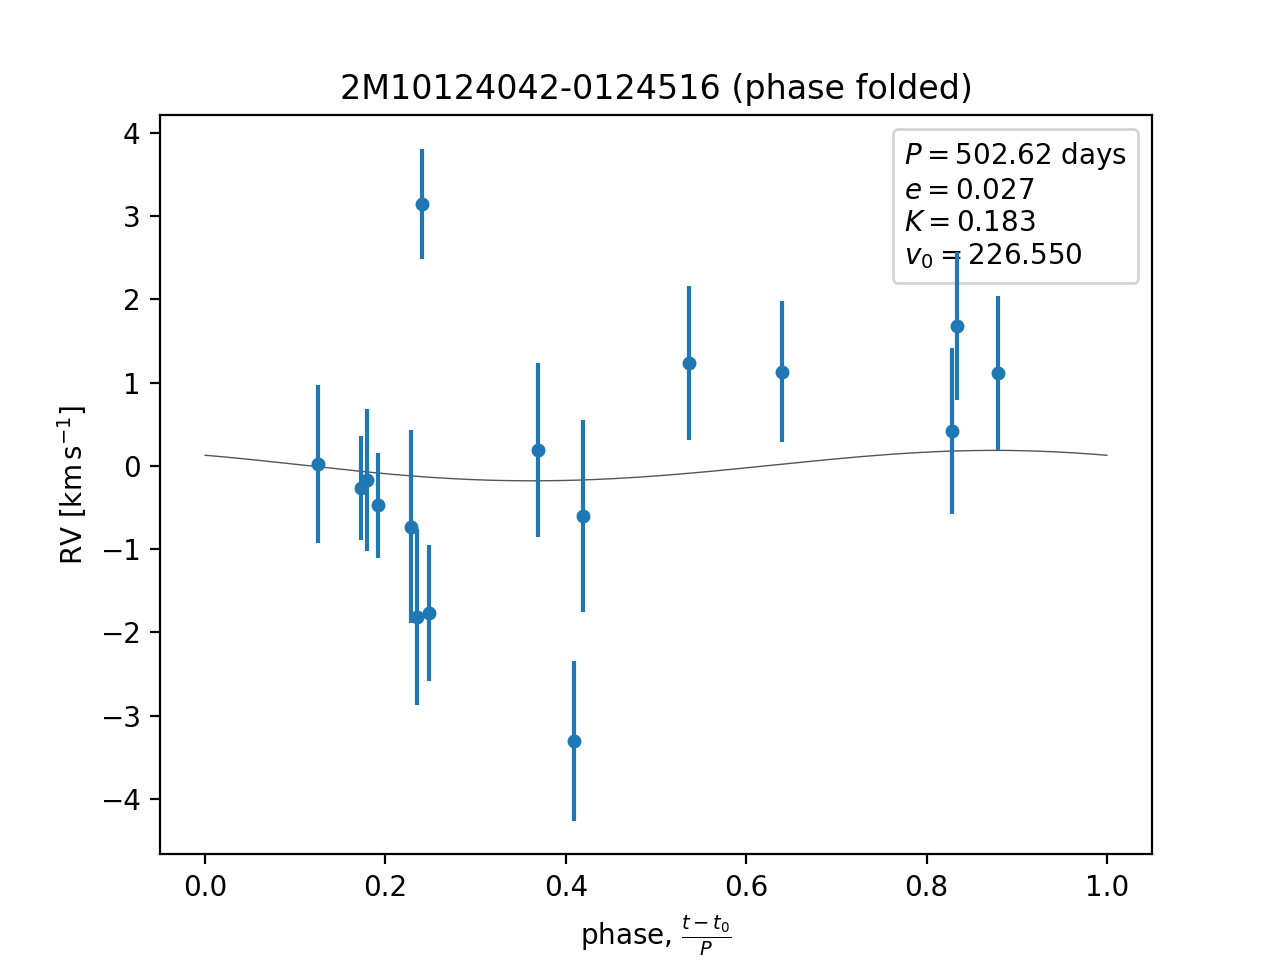 2M10124042-0124516 (phase folded)
P = 502.62 days
e = 0.027
K = 0.183
v₀ = 226.550
RV [km s⁻¹]
4
3
2
1
0
−1
−2
−3
−4
0.0 0.2 0.4 0.6 0.8 1.0
phase, (t − t₀)/P